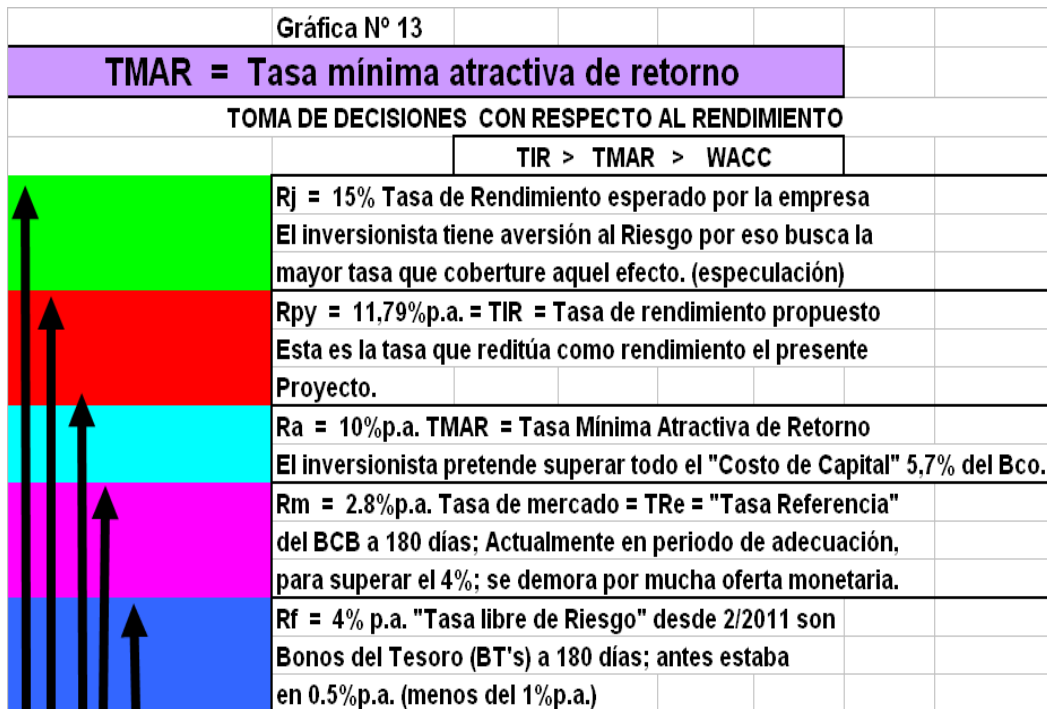 Gráfica Nº 13
TMAR = Tasa mínima atractiva de retorno
TOMA DE DECISIONES CON RESPECTO AL RENDIMIENTO
TIR > TMAR > WACC
Rj = 15% Tasa de Rendimiento esperado por la empresa
El inversionista tiene aversión al Riesgo por eso busca la
mayor tasa que coberture aquel efecto. (especulación)
Rpy = 11,79%p.a. = TIR = Tasa de rendimiento propuesto
Esta es la tasa que reditúa como rendimiento el presente
Proyecto.
Ra = 10%p.a. TMAR = Tasa Mínima Atractiva de Retorno
El inversionista pretende superar todo el "Costo de Capital" 5,7% del Bco.
Rm = 2.8%p.a. Tasa de mercado = TRe = "Tasa Referencia"
del BCB a 180 días; Actualmente en periodo de adecuación,
para superar el 4%; se demora por mucha oferta monetaria.
Rf = 4% p.a. "Tasa libre de Riesgo" desde 2/2011 son
Bonos del Tesoro (BT's) a 180 días; antes estaba
en 0.5%p.a. (menos del 1%p.a.)